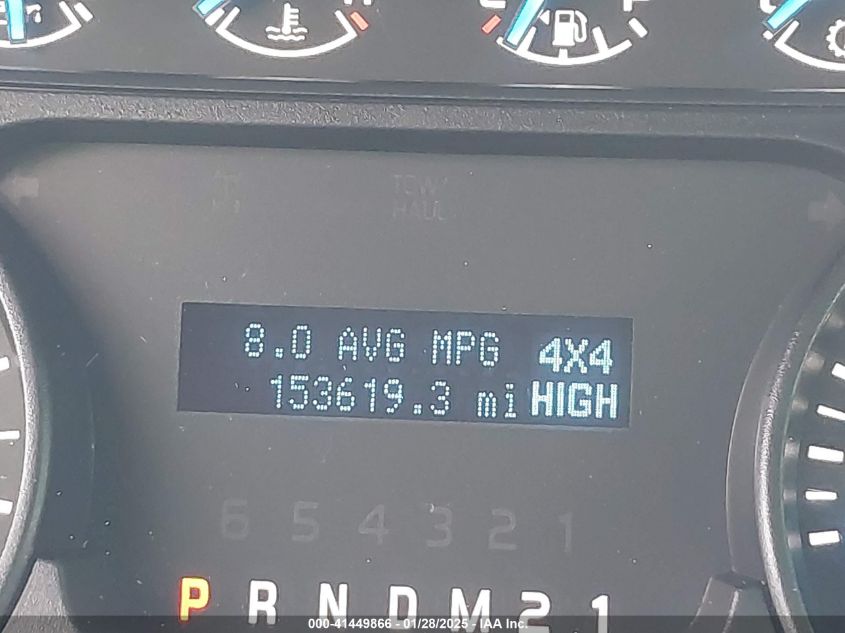 H
E F
TOW/
HAUL
8.0 AVG MPG 4X4
153619.3 mi HIGH
6 5 4 3 2 1
P R N D M 2 1
000-41449866 - 01/28/2025 - IAA Inc.